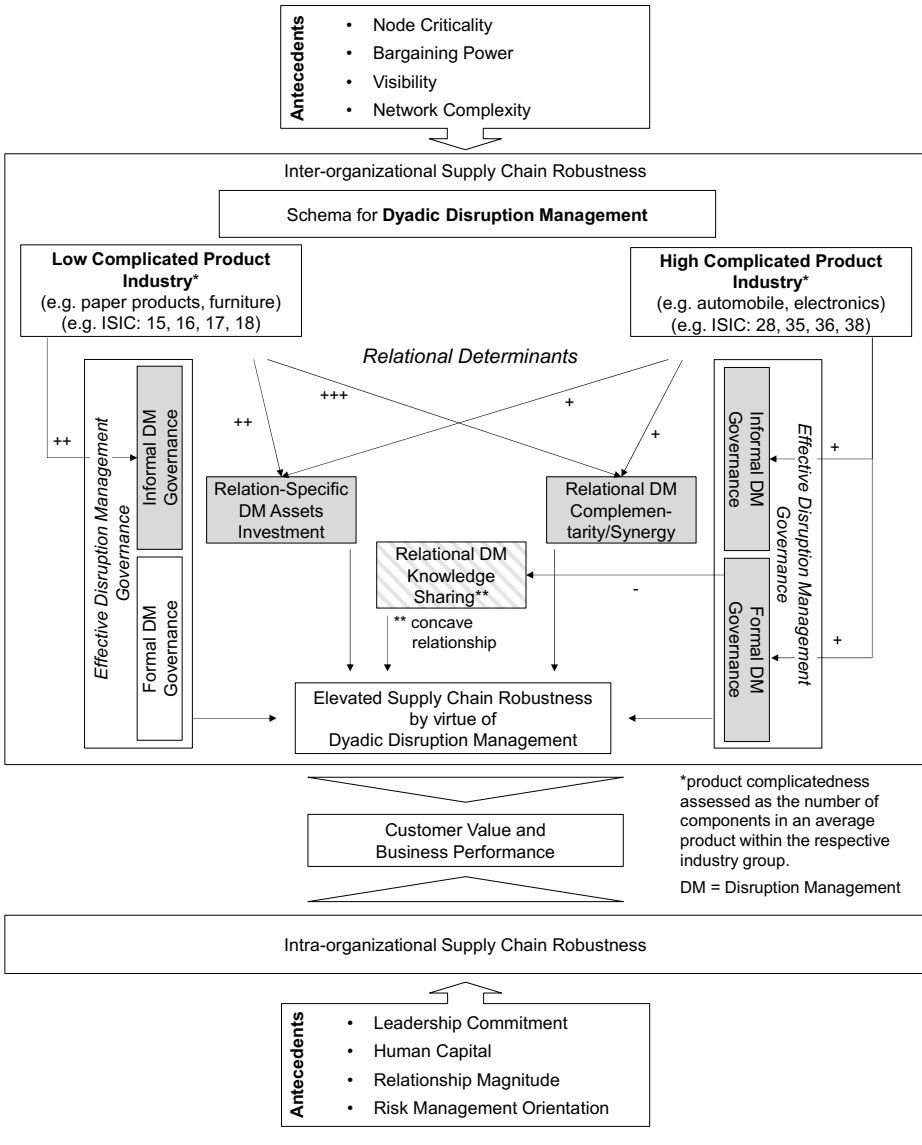 Antecedents
• Node Criticality
• Bargaining Power
• Visibility
• Network Complexity
Inter-organizational Supply Chain Robustness
Schema for Dyadic Disruption Management
Low Complicated Product
Industry*
(e.g. paper products, furniture)
(e.g. ISIC: 15, 16, 17, 18)
High Complicated Product
Industry*
(e.g. automobile, electronics)
(e.g. ISIC: 28, 35, 36, 38)
Relational Determinants
++
++
+++
+
+
+
+
-
Effective Disruption Management
Governance
Informal DM
Governance
Formal DM
Governance
Relation-Specific
DM Assets
Investment
Relational DM
Complemen-
tarity/Synergy
Relational DM
Knowledge
Sharing**
** concave
relationship
Informal DM
Governance
Formal DM
Governance
Effective Disruption Management
Governance
Elevated Supply Chain Robustness
by virtue of
Dyadic Disruption Management
*product complicatedness
assessed as the number of
components in an average
product within the respective
industry group.
DM = Disruption Management
Customer Value and
Business Performance
Intra-organizational Supply Chain Robustness
Antecedents
• Leadership Commitment
• Human Capital
• Relationship Magnitude
• Risk Management Orientation